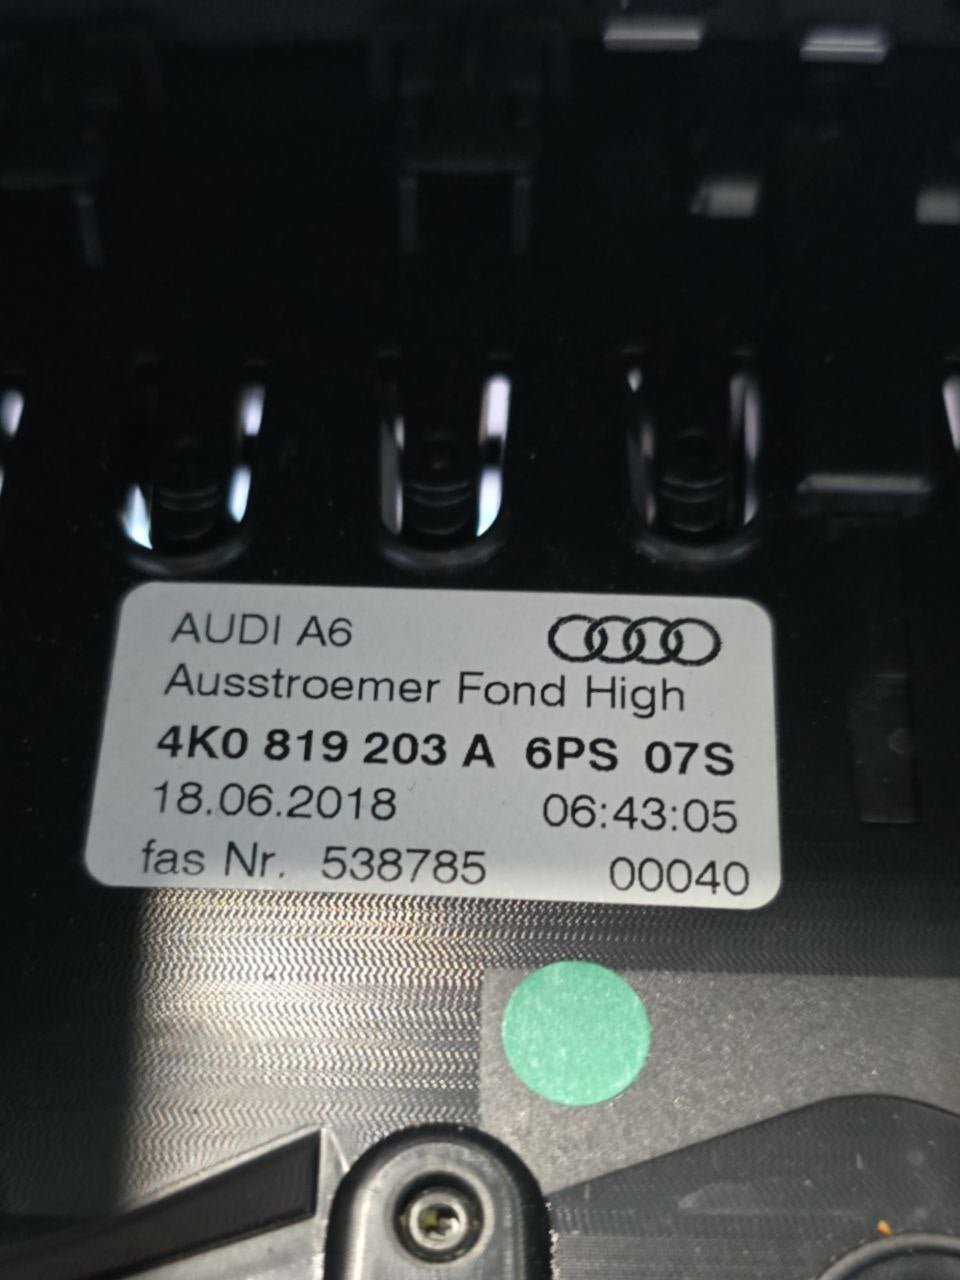 AUDI A6
Ausstroemer Fond High
4K0 819 203 A 6PS 07S
18.06.2018 06:43:05
fas Nr. 538785 00040